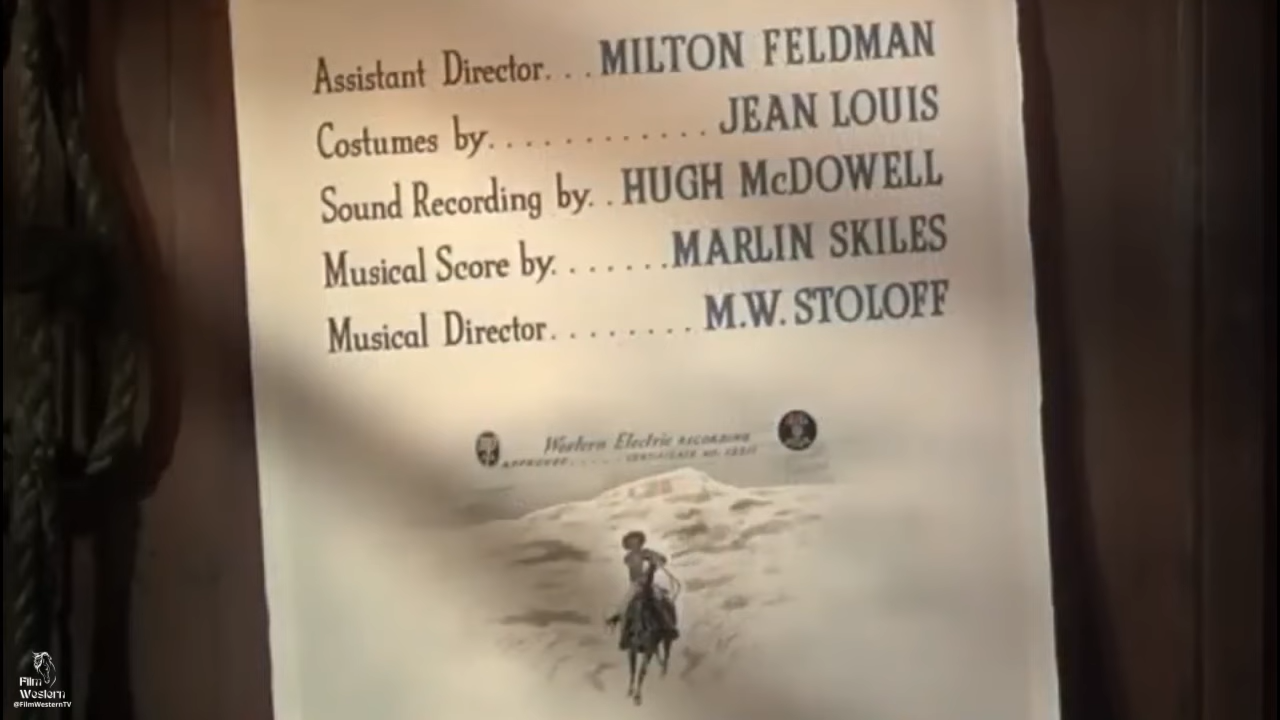 Assistant Director. . . MILTON FELDMAN
Costumes by. . . . . . . . . . . . JEAN LOUIS
Sound Recording by. . HUGH McDOWELL
Musical Score by. . . . . . . MARLIN SKILES
Musical Director. . . . . . . . . M.W. STOLOFF
Western Electric RECORDING
Film
Western
@FilmWesternTV